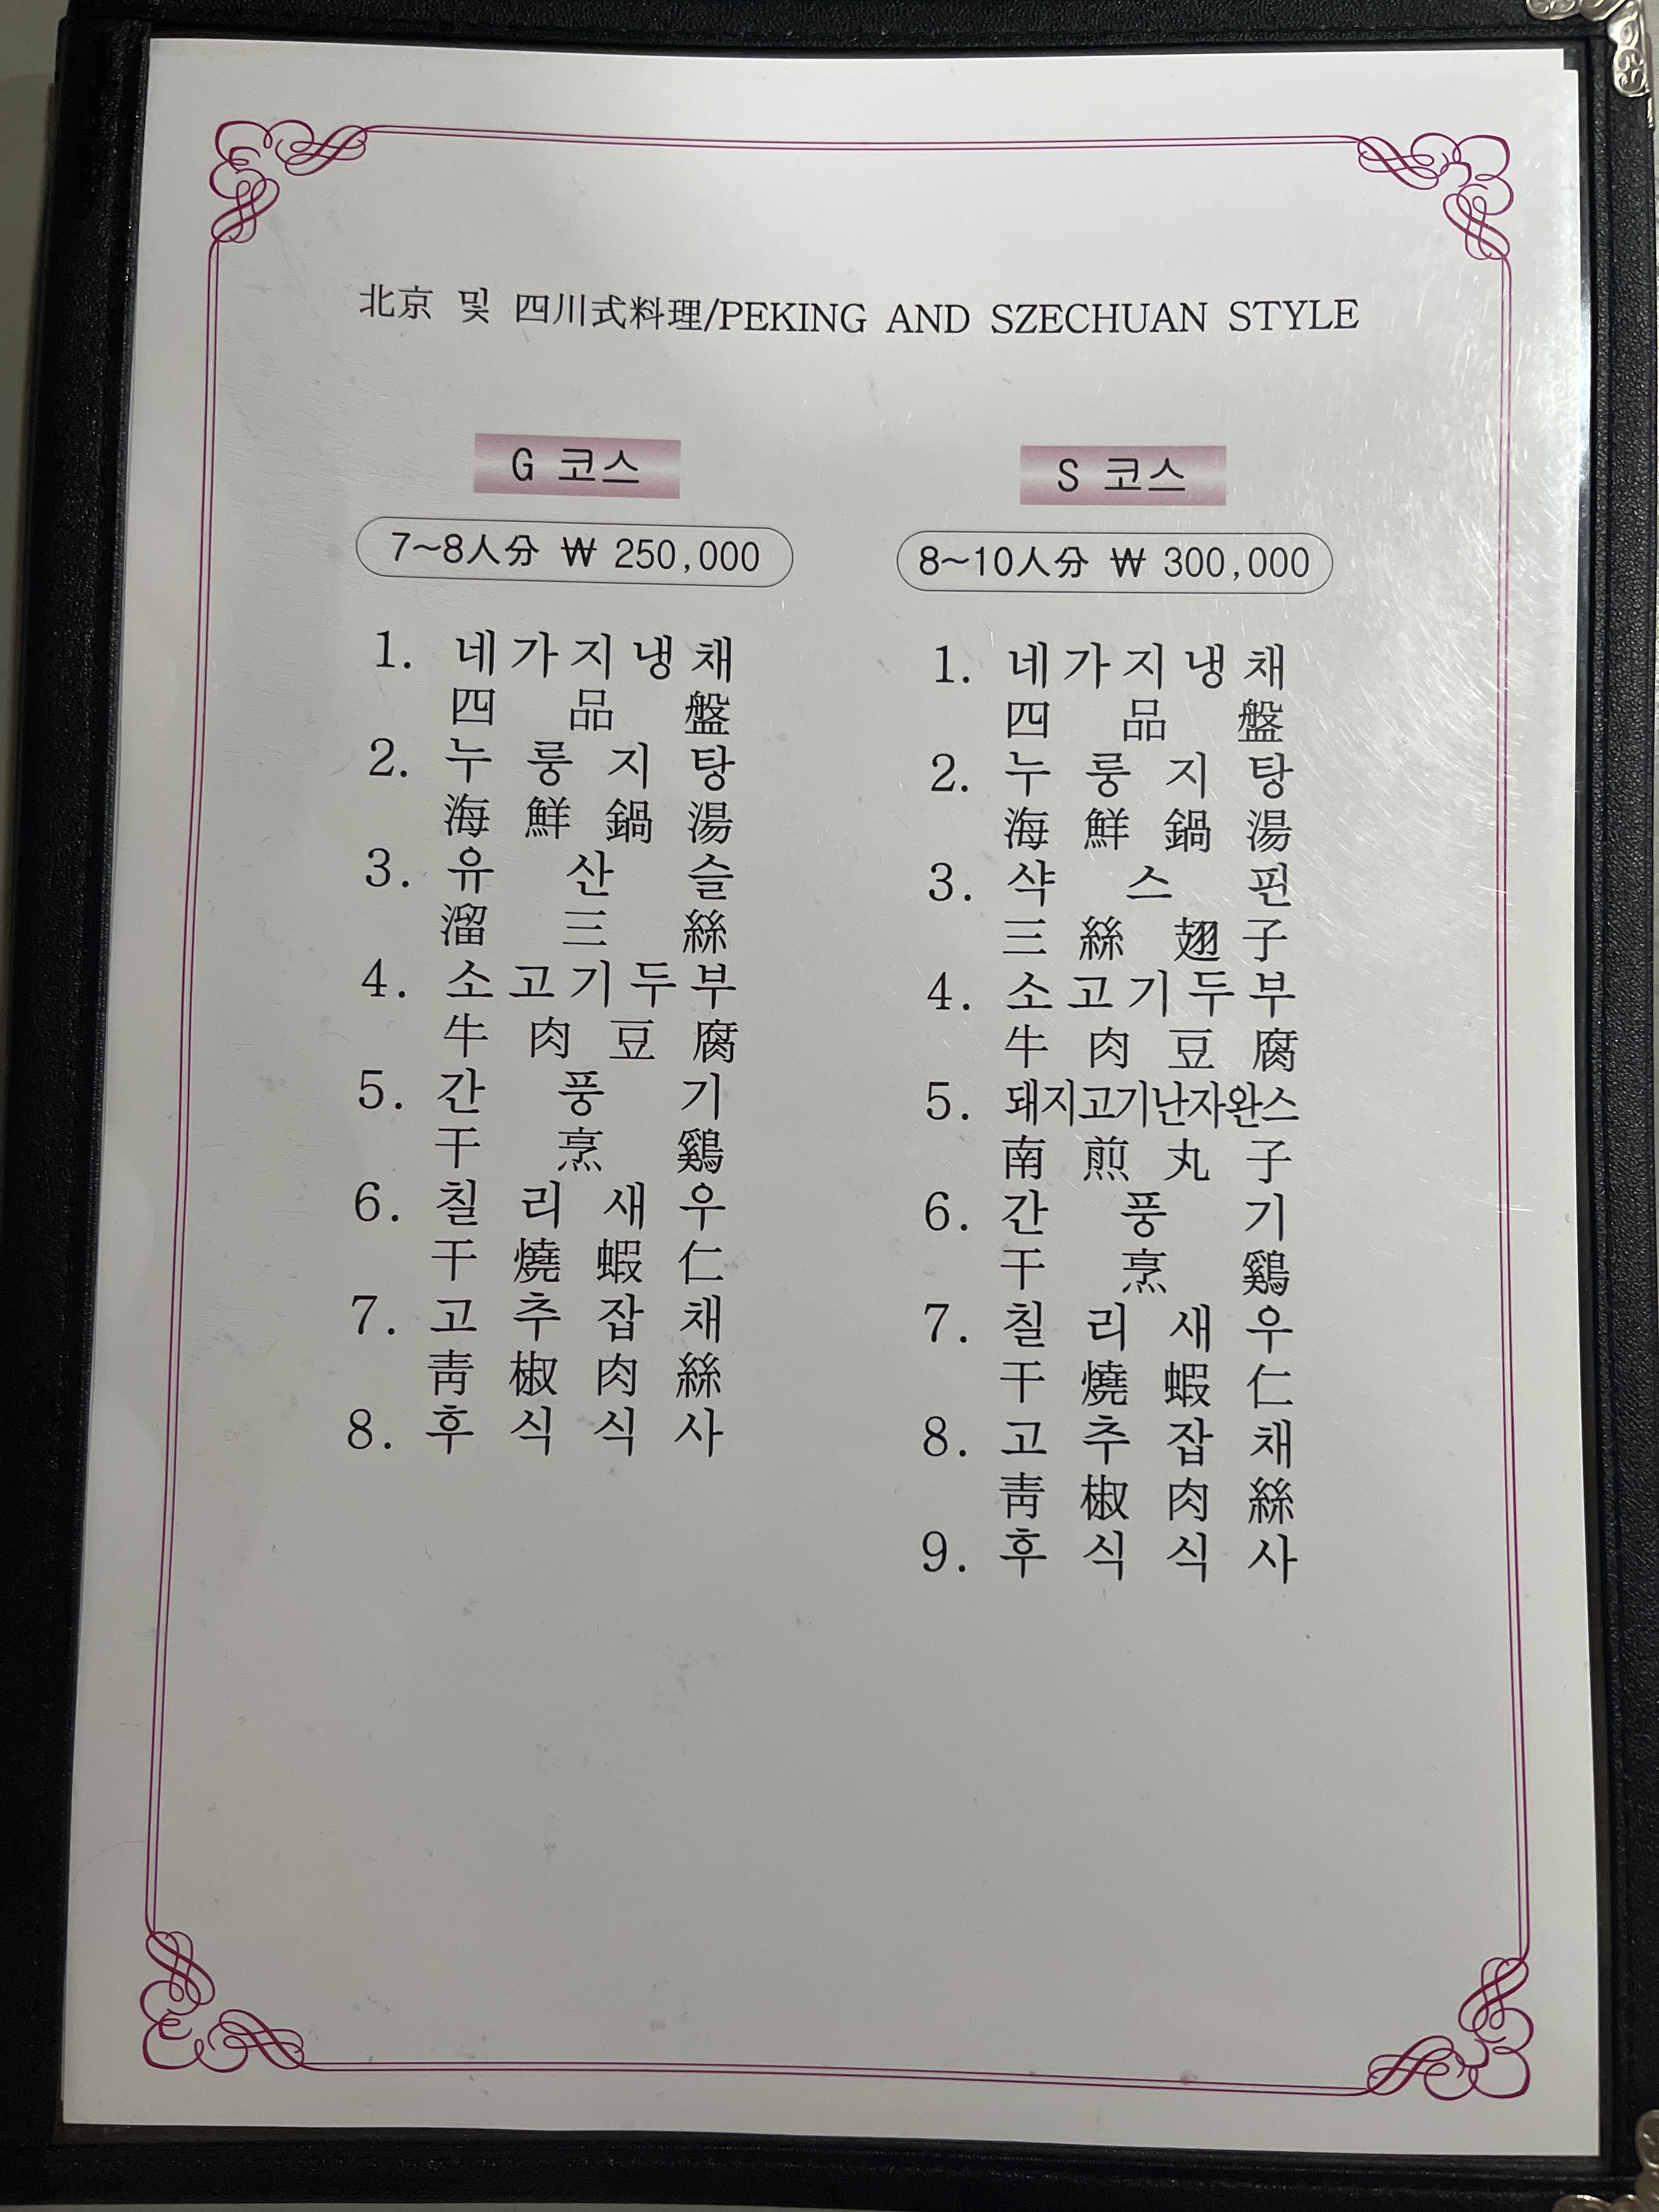 北京 및 四川式料理/PEKING AND SZECHUAN STYLE
G 코스
7~8人分 ₩ 250,000
1. 네가지냉채
四品盤
2. 누룽지탕
海鮮鍋湯
3. 유산슬
溜三絲
4. 소고기두부
牛肉豆腐
5. 간풍기
干烹鷄
6. 칠리새우
干燒蝦仁
7. 고추잡채
靑椒肉絲
8. 후식식사
S 코스
8~10人分 ₩ 300,000
1. 네가지냉채
四品盤
2. 누룽지탕
海鮮鍋湯
3. 샥스핀
三絲翅子
4. 소고기두부
牛肉豆腐
5. 돼지고기난자완스
南煎丸子
6. 간풍기
干烹鷄
7. 칠리새우
干燒蝦仁
8. 고추잡채
靑椒肉絲
9. 후식식사